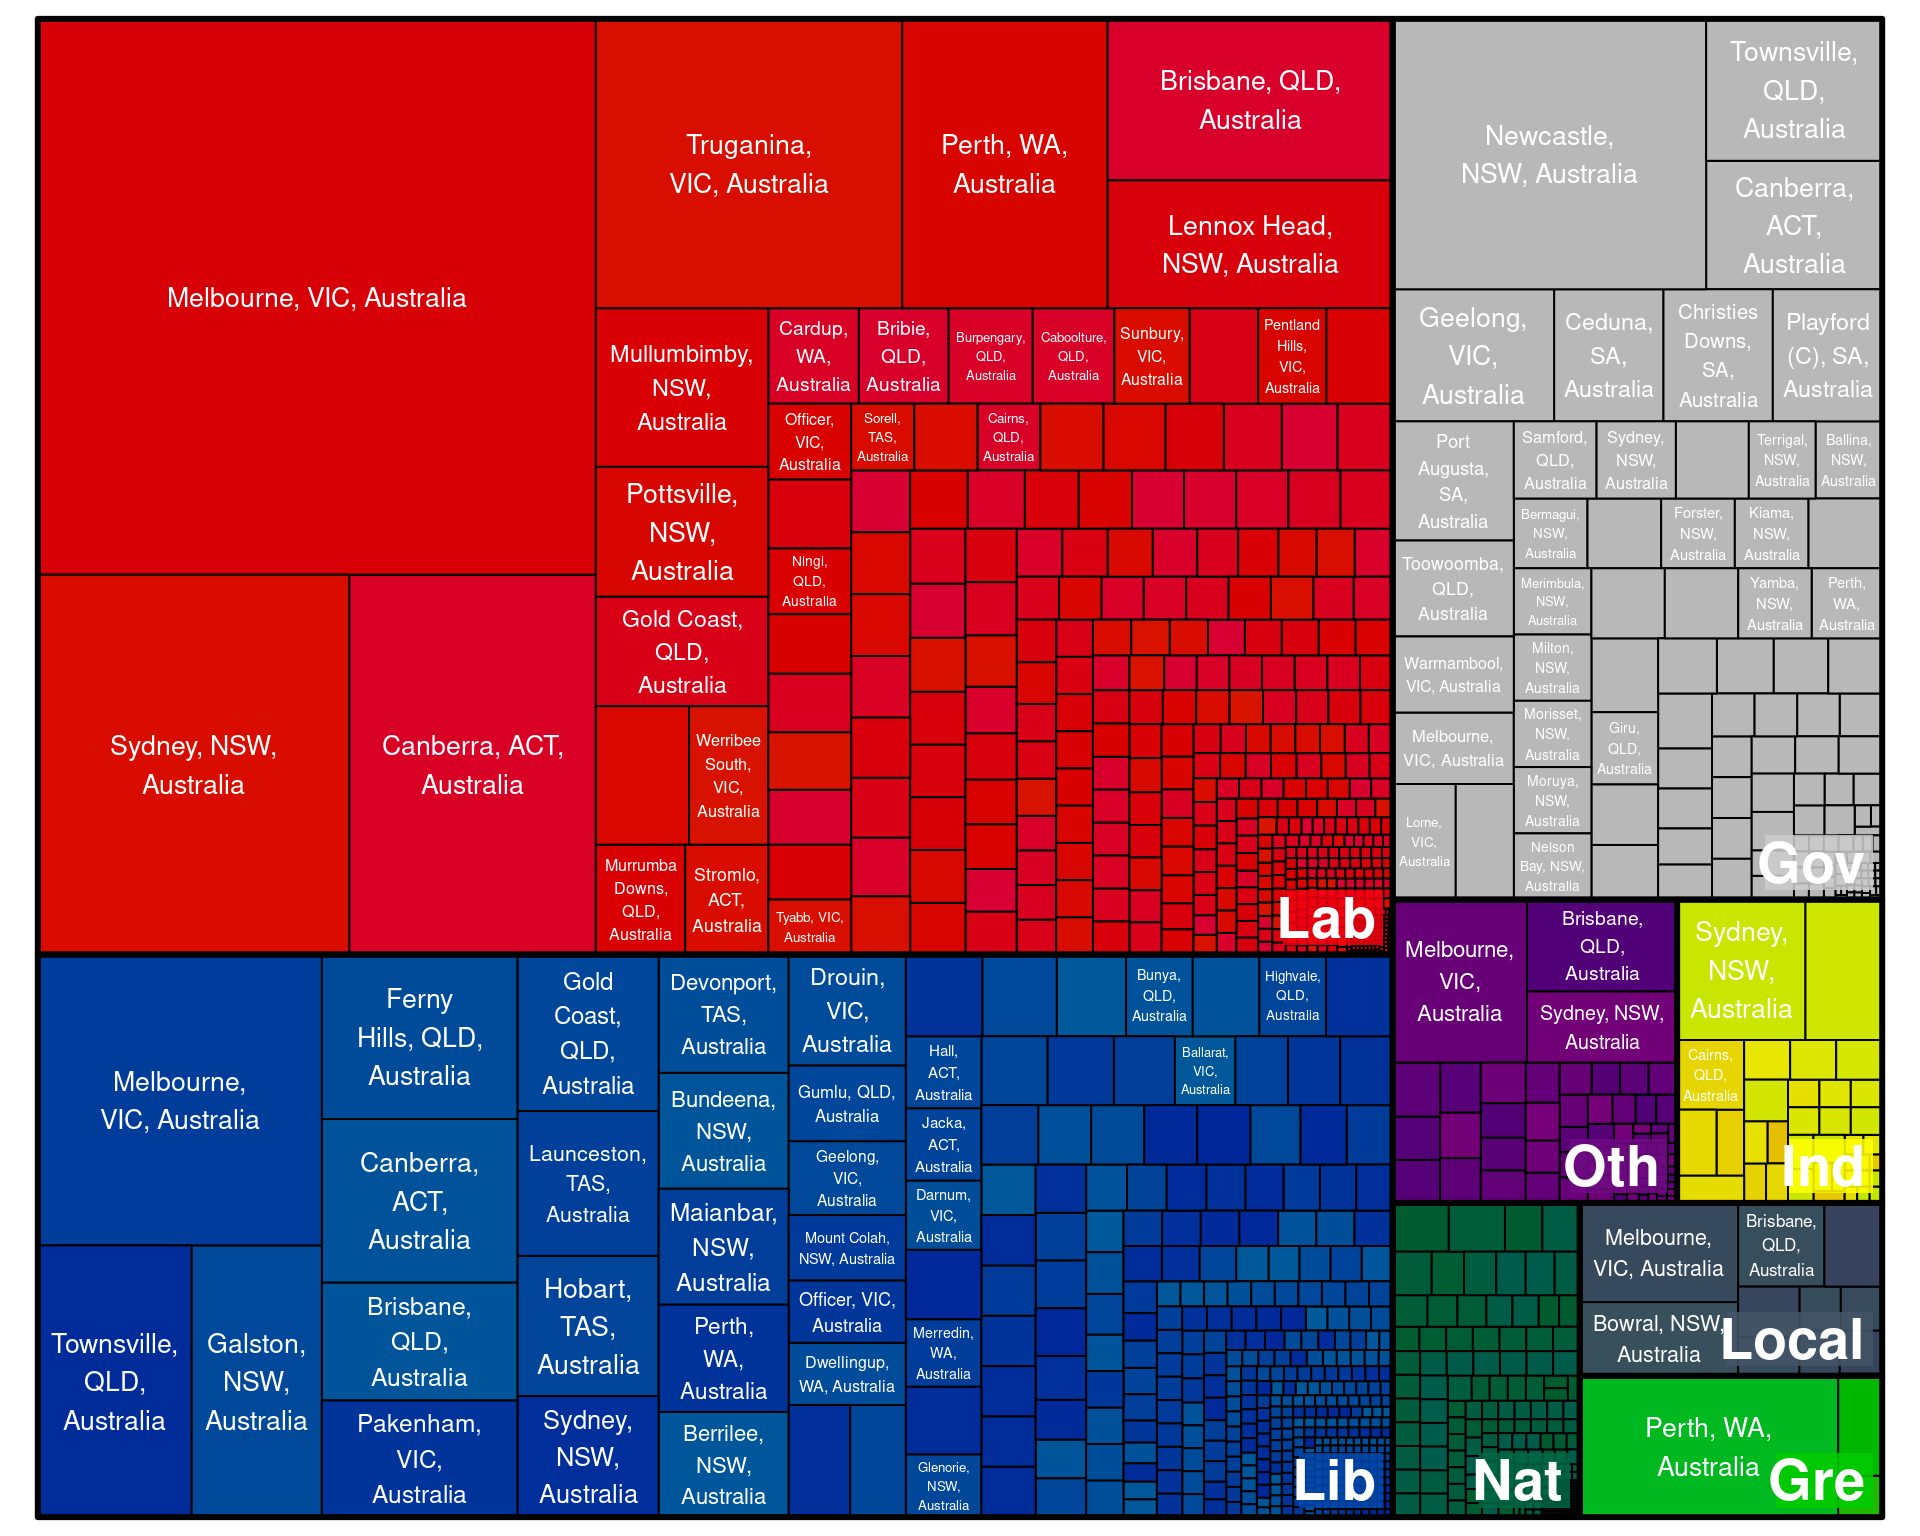 Melbourne, VIC, Australia
Sydney, NSW,
Australia
Canberra, ACT,
Australia
Truganina,
VIC, Australia
Perth, WA,
Australia
Brisbane, QLD,
Australia
Lennox Head,
NSW, Australia
Mullumbimby,
NSW,
Australia
Pottsville,
NSW,
Australia
Gold Coast,
QLD,
Australia
Werribee
South,
VIC,
Australia
Murrumba
Downs,
QLD,
Australia
Stromlo,
ACT,
Australia
Cardup,
WA,
Australia
Bribie,
QLD,
Australia
Burpengary,
QLD,
Australia
Caboolture,
QLD,
Australia
Sunbury,
VIC,
Australia
Pentland
Hills,
VIC,
Australia
Officer,
VIC,
Australia
Sorell,
TAS,
Australia
Cairns,
QLD,
Australia
Ningi,
QLD,
Australia
Tyabb, VIC,
Australia
Lab
Newcastle,
NSW, Australia
Townsville,
QLD,
Australia
Canberra,
ACT,
Australia
Geelong,
VIC,
Australia
Ceduna,
SA,
Australia
Christies
Downs,
SA,
Australia
Playford
(C), SA,
Australia
Port
Augusta,
SA,
Australia
Toowoomba,
QLD,
Australia
Warrnambool,
VIC, Australia
Melbourne,
VIC, Australia
Lorne,
VIC,
Australia
Samford,
QLD,
Australia
Sydney,
NSW,
Australia
Terrigal,
NSW,
Australia
Ballina,
NSW,
Australia
Bermagui,
NSW,
Australia
Forster,
NSW,
Australia
Kiama,
NSW,
Australia
Merimbula,
NSW,
Australia
Yamba,
NSW,
Australia
Perth,
WA,
Australia
Milton,
NSW,
Australia
Morisset,
NSW,
Australia
Giru,
QLD,
Australia
Moruya,
NSW,
Australia
Nelson
Bay, NSW,
Australia
Gov
Melbourne,
VIC, Australia
Townsville,
QLD,
Australia
Galston,
NSW,
Australia
Ferny
Hills, QLD,
Australia
Canberra,
ACT,
Australia
Brisbane,
QLD,
Australia
Pakenham,
VIC,
Australia
Gold
Coast,
QLD,
Australia
Launceston,
TAS,
Australia
Hobart,
TAS,
Australia
Sydney,
NSW,
Australia
Devonport,
TAS,
Australia
Bundeena,
NSW,
Australia
Maianbar,
NSW,
Australia
Perth,
WA,
Australia
Berrilee,
NSW,
Australia
Drouin,
VIC,
Australia
Gumlu, QLD,
Australia
Geelong,
VIC,
Australia
Mount Colah,
NSW, Australia
Officer, VIC,
Australia
Dwellingup,
WA, Australia
Hall,
ACT,
Australia
Jacka,
ACT,
Australia
Darnum,
VIC,
Australia
Merredin,
WA,
Australia
Glenorie,
NSW,
Australia
Bunya,
QLD,
Australia
Highvale,
QLD,
Australia
Ballarat,
VIC,
Australia
Lib
Melbourne,
VIC,
Australia
Brisbane,
QLD,
Australia
Sydney, NSW,
Australia
Oth
Sydney,
NSW,
Australia
Cairns,
QLD,
Australia
Ind
Nat
Melbourne,
VIC, Australia
Brisbane,
QLD,
Australia
Bowral, NSW,
Australia
Local
Perth, WA,
Australia
Gre